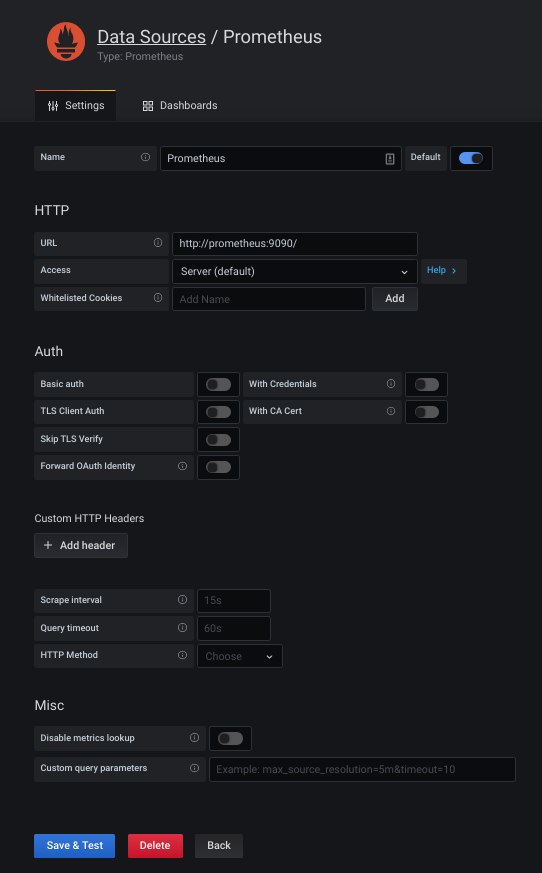 Data Sources / Prometheus
Type: Prometheus
Settings Dashboards
Name Prometheus Default
HTTP
URL http://prometheus:9090/
Access Server (default) Help
Whitelisted Cookies Add Name Add
Auth
Basic auth With Credentials
TLS Client Auth With CA Cert
Skip TLS Verify
Forward OAuth Identity
Custom HTTP Headers
+ Add header
Scrape interval 15s
Query timeout 60s
HTTP Method Choose
Misc
Disable metrics lookup
Custom query parameters Example: max_source_resolution=5m&timeout=10
Save & Test Delete Back